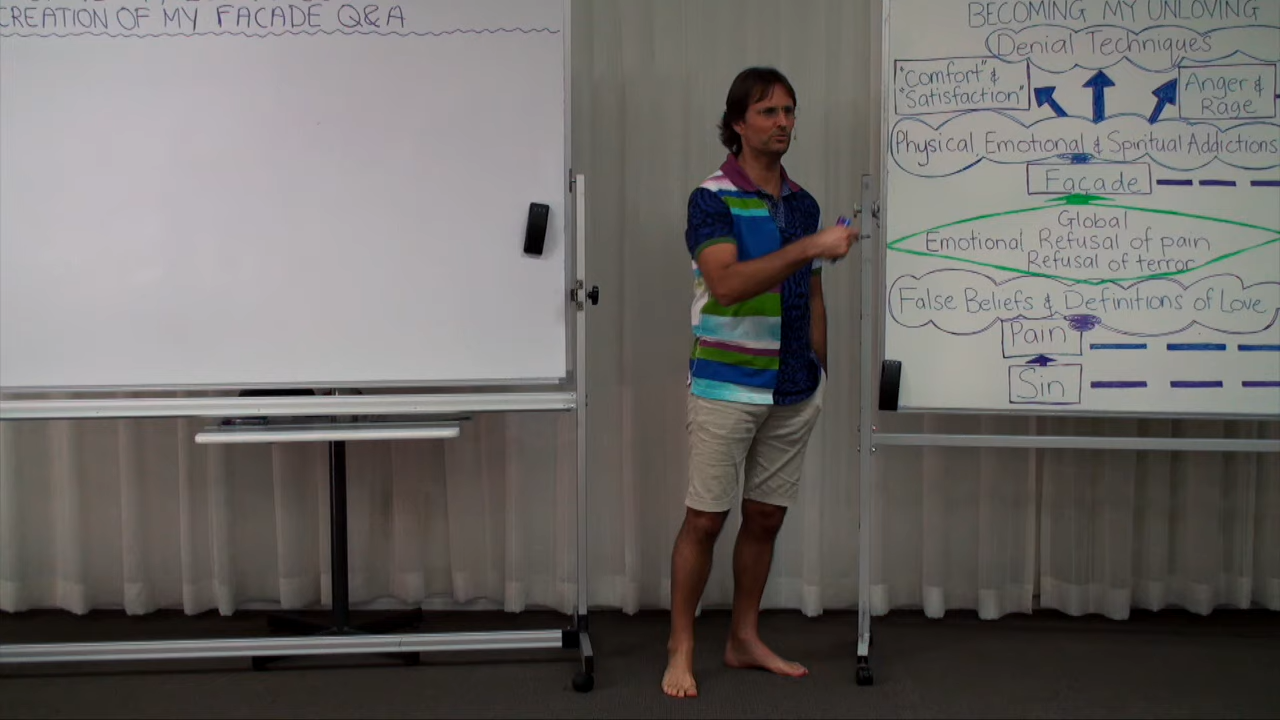 CREATION OF MY FACADE Q&A
BECOMING MY UNLOVING
Denial Techniques
"Comfort" &
"Satisfaction"
Anger &
Rage
Physical, Emotional & Spiritual Addictions
Façade
Global
Emotional Refusal of pain
Refusal of terror
False Beliefs & Definitions of Love
Pain
Sin